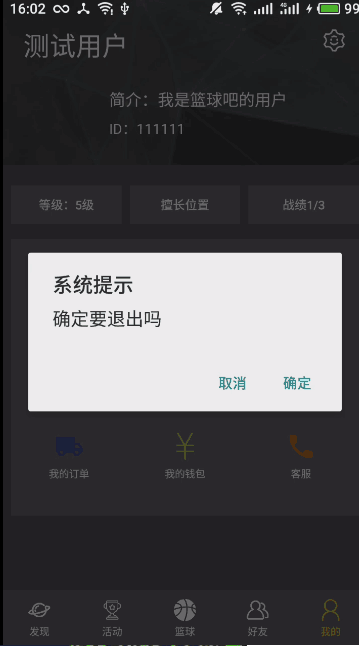 16:02 99
测试用户
简介：我是篮球吧的用户
ID：111111
等级：5级 擅长位置 战绩1/3
系统提示
确定要退出吗
取消 确定
我的订单 我的钱包 客服
发现 活动 篮球 好友 我的